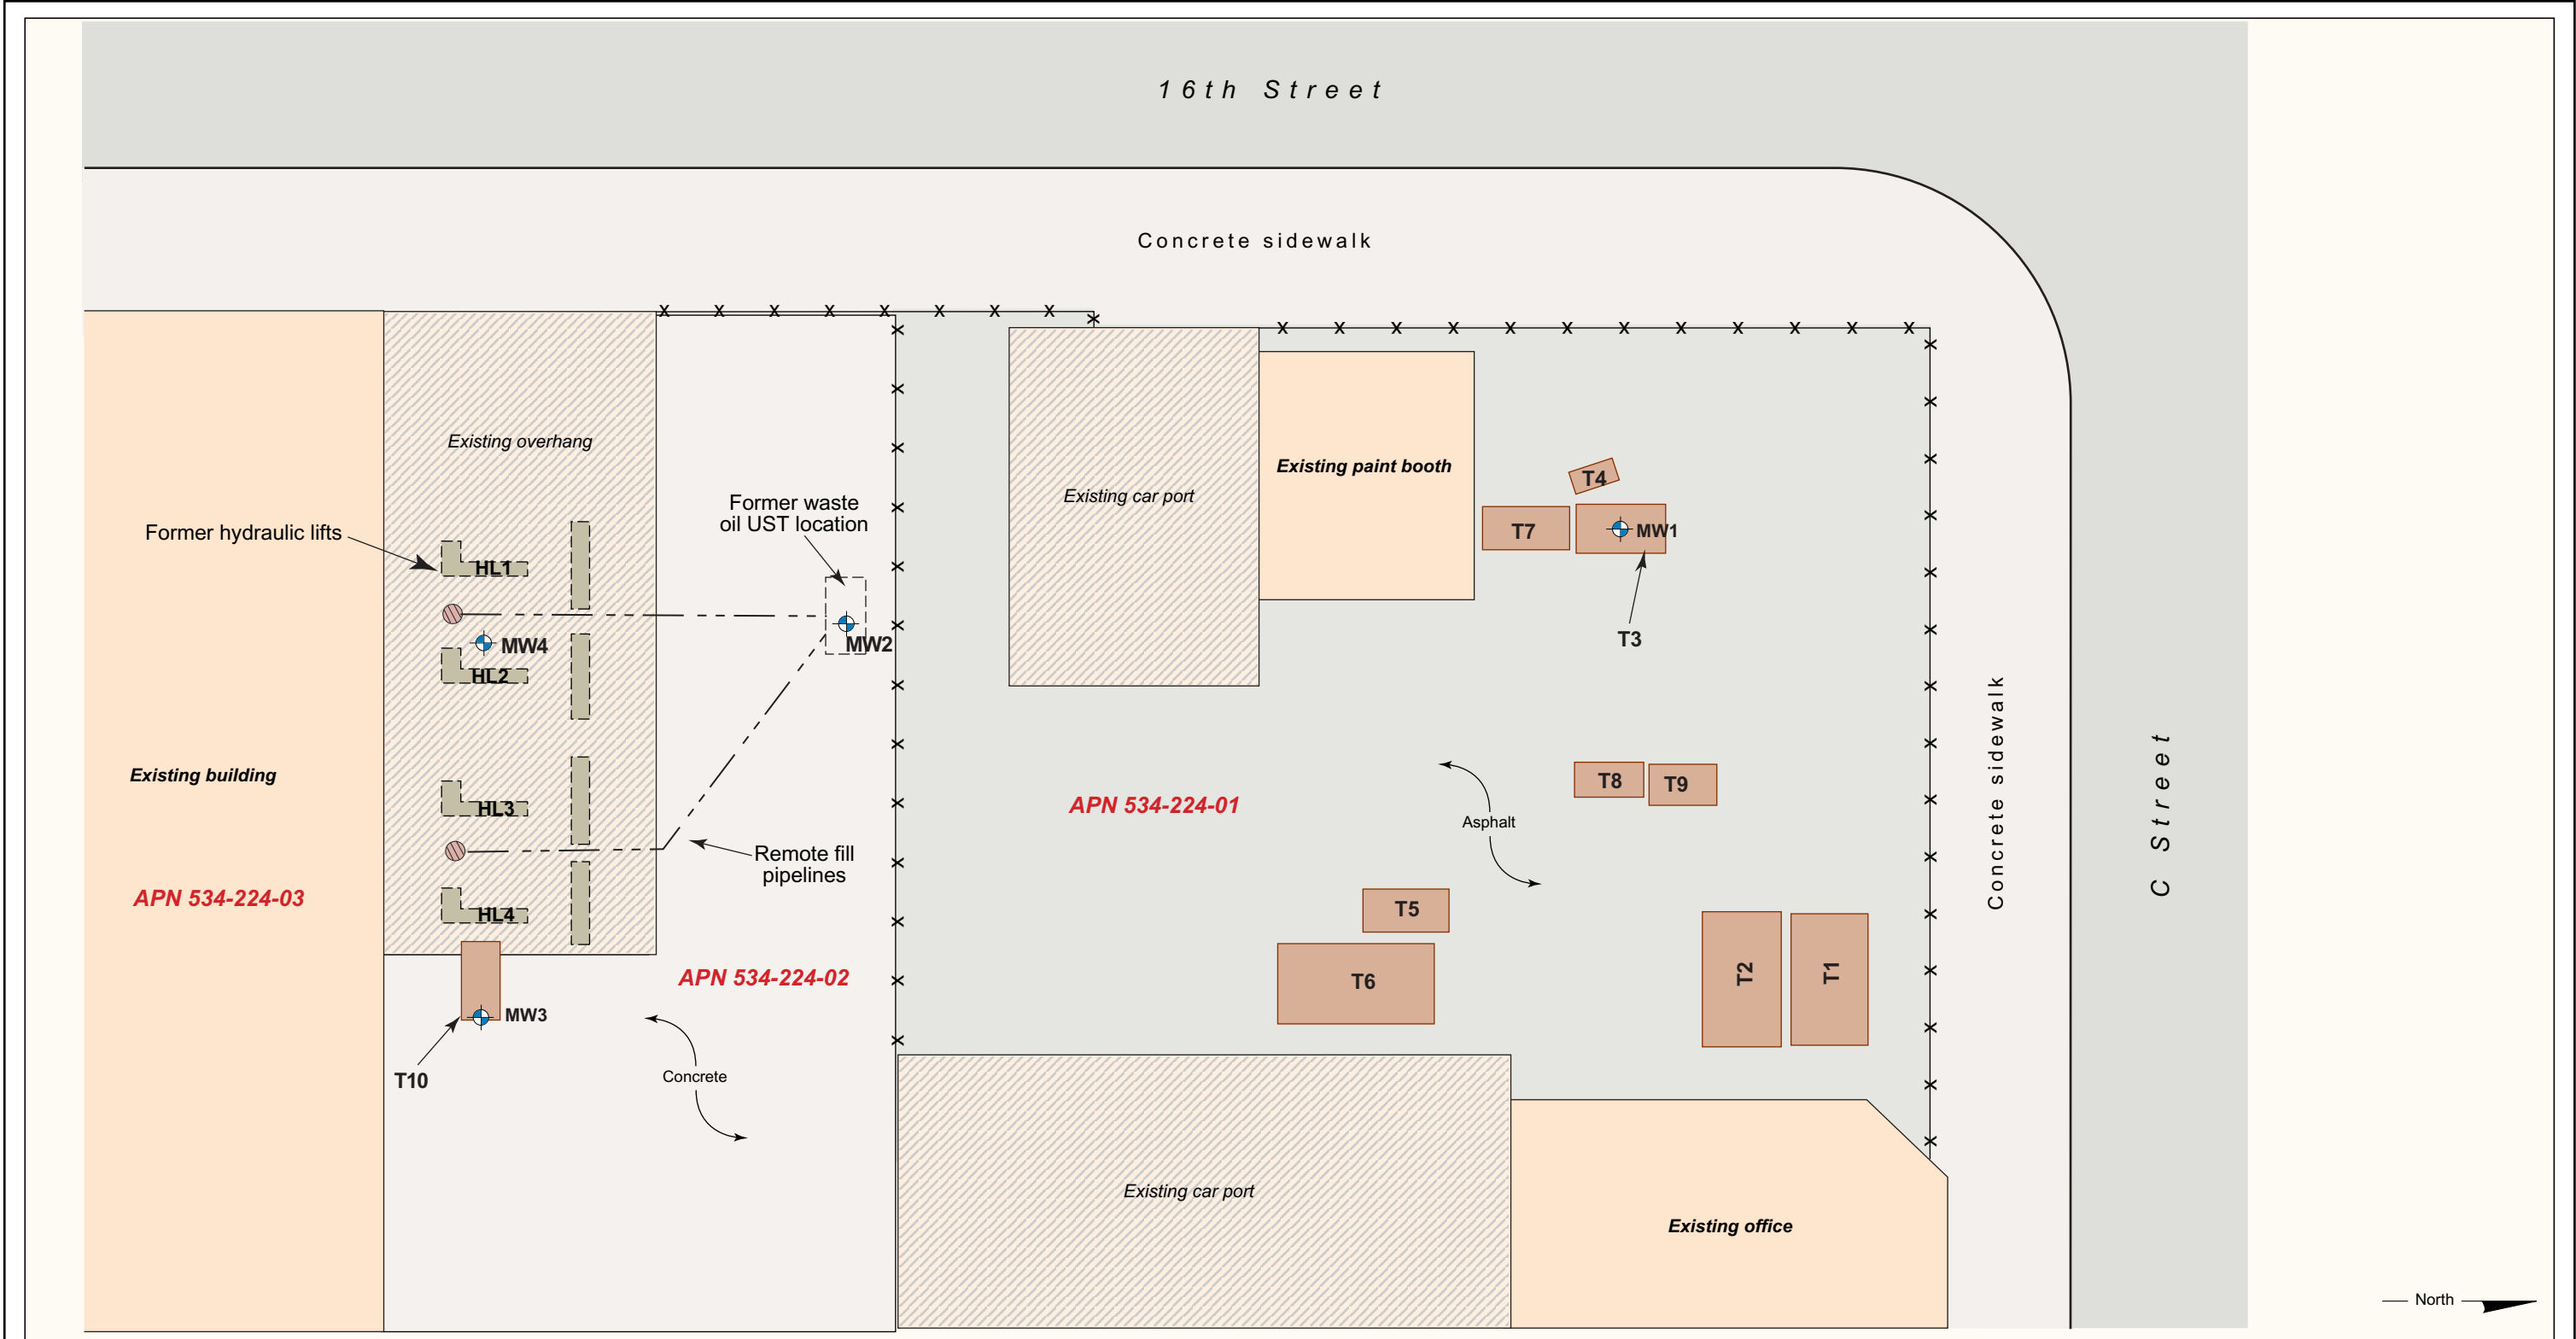 16th Street
Concrete sidewalk
Existing overhang
Existing paint booth
T4
Existing car port
Former waste
oil UST location
Former hydraulic lifts
T7
MW1
HL1
T3
MW4
MW2
HL2
Concrete sidewalk
C Street
Existing building
T8
T9
APN 534-224-01
HL3
Asphalt
Remote fill
pipelines
APN 534-224-03
T5
HL4
APN 534-224-02
T6
T2
T1
MW3
T10
Concrete
Existing car port
Existing office
North